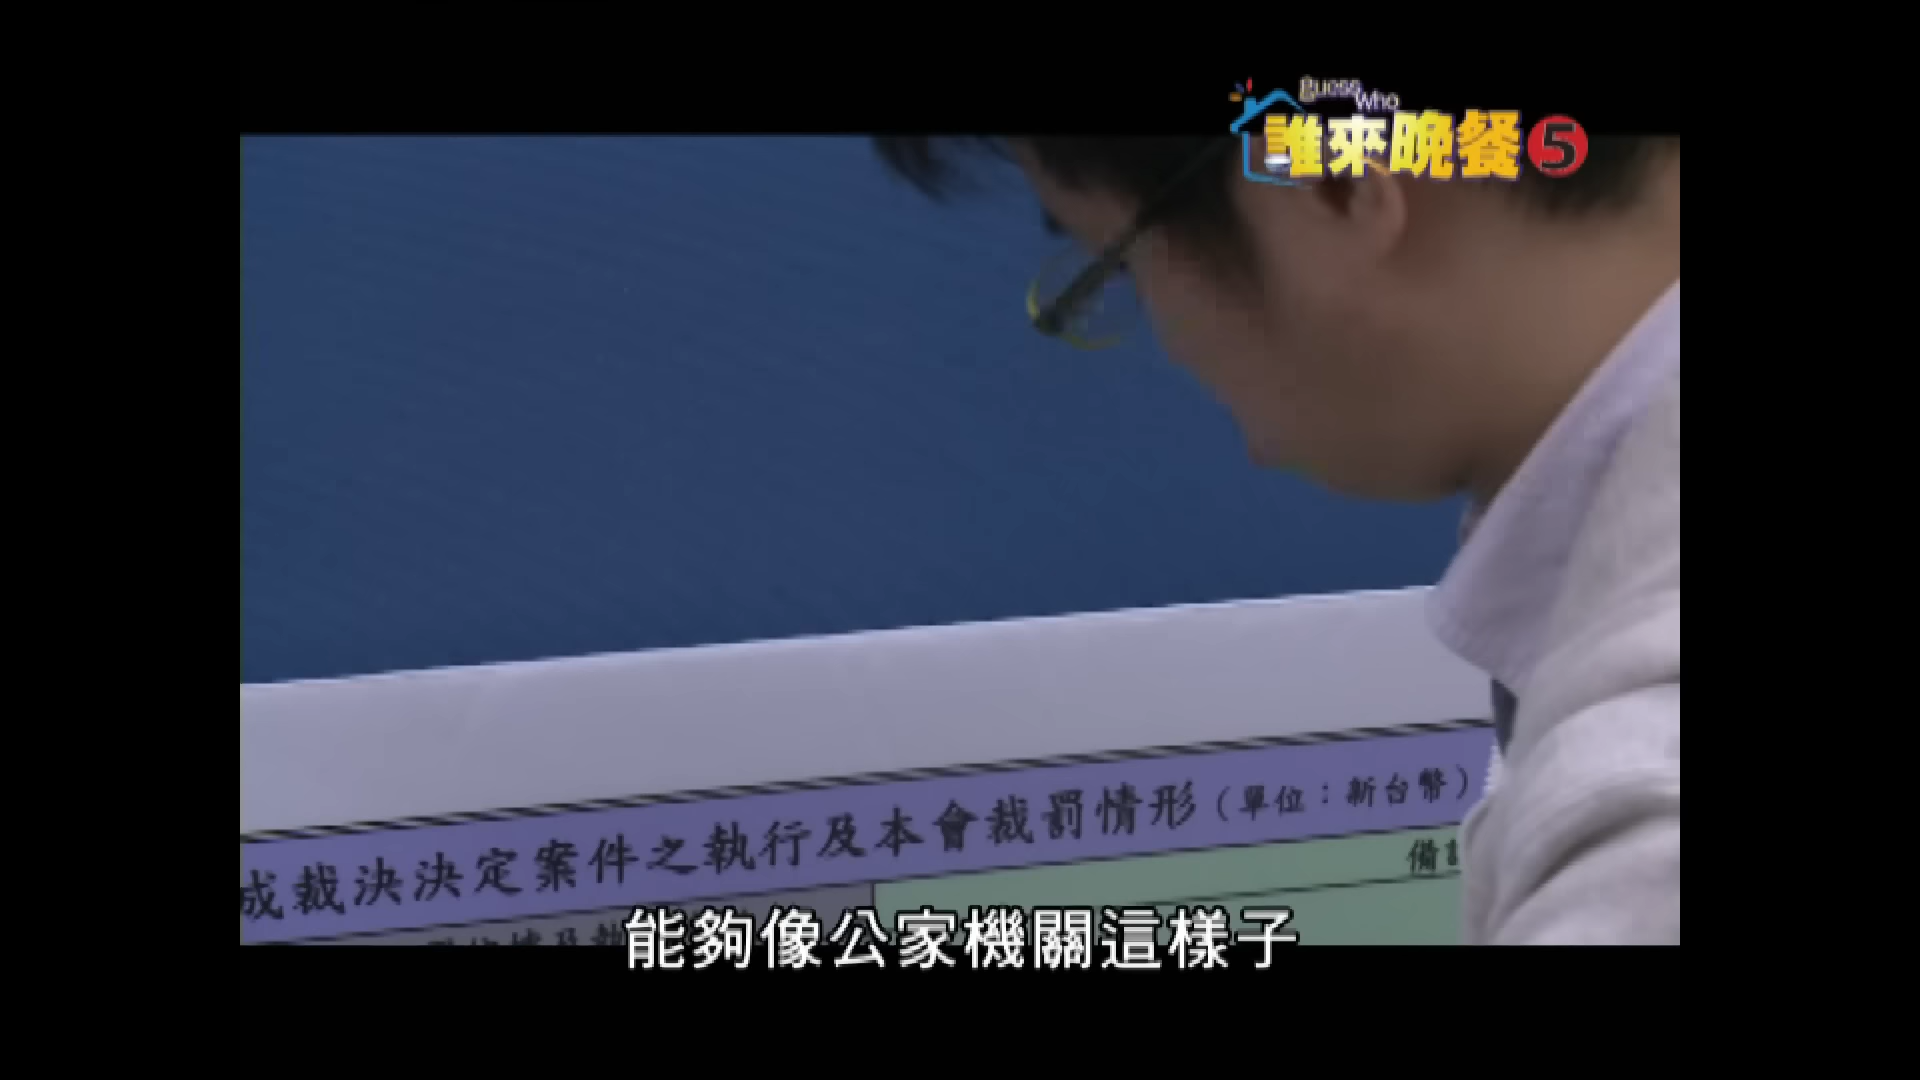 guess
who
誰來晚餐5
成裁決決定案件之執行及本會裁罰情形(單位：新台幣)
備
能夠像公家機關這樣子